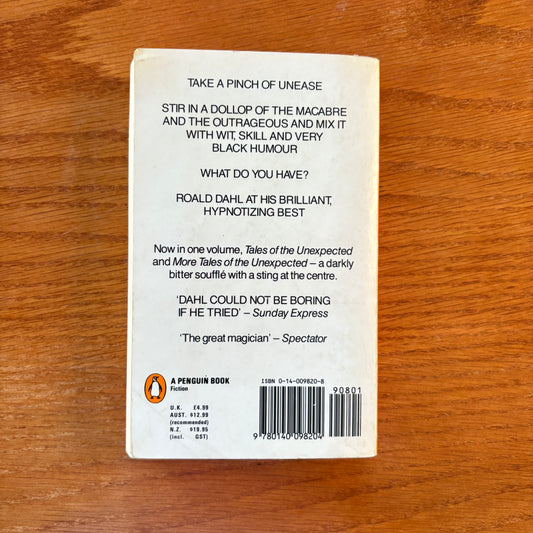 TAKE A PINCH OF UNEASE
STIR IN A DOLLOP OF THE MACABRE
AND THE OUTRAGEOUS AND MIX IT
WITH WIT, SKILL AND VERY
BLACK HUMOUR
WHAT DO YOU HAVE?
ROALD DAHL AT HIS BRILLIANT,
HYPNOTIZING BEST
Now in one volume, Tales of the Unexpected
and More Tales of the Unexpected – a darkly
bitter soufflé with a sting at the centre.
‘DAHL COULD NOT BE BORING
IF HE TRIED’ – Sunday Express
‘The great magician’ – Spectator
A PENGUIN BOOK
Fiction
U.K. £4.99
AUST. $12.99
(recommended)
N.Z. $19.95
(incl. GST)
ISBN 0-14-009820-8
90801
9 780140 098204